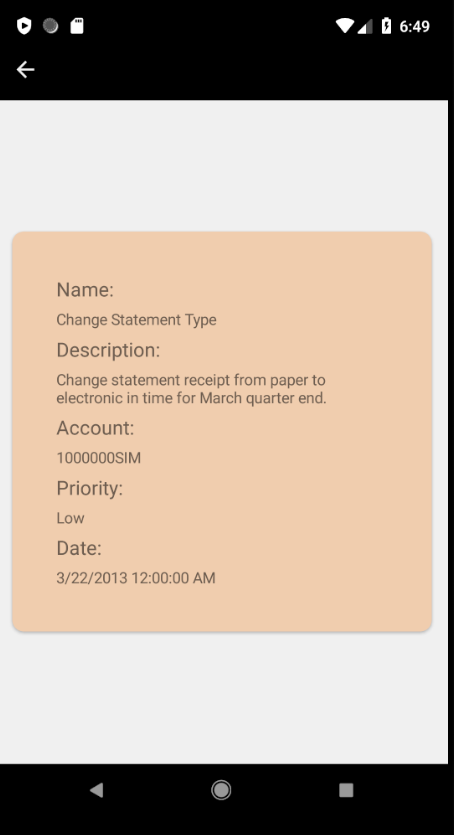 6:49
Name:
Change Statement Type
Description:
Change statement receipt from paper to
electronic in time for March quarter end.
Account:
1000000SIM
Priority:
Low
Date:
3/22/2013 12:00:00 AM